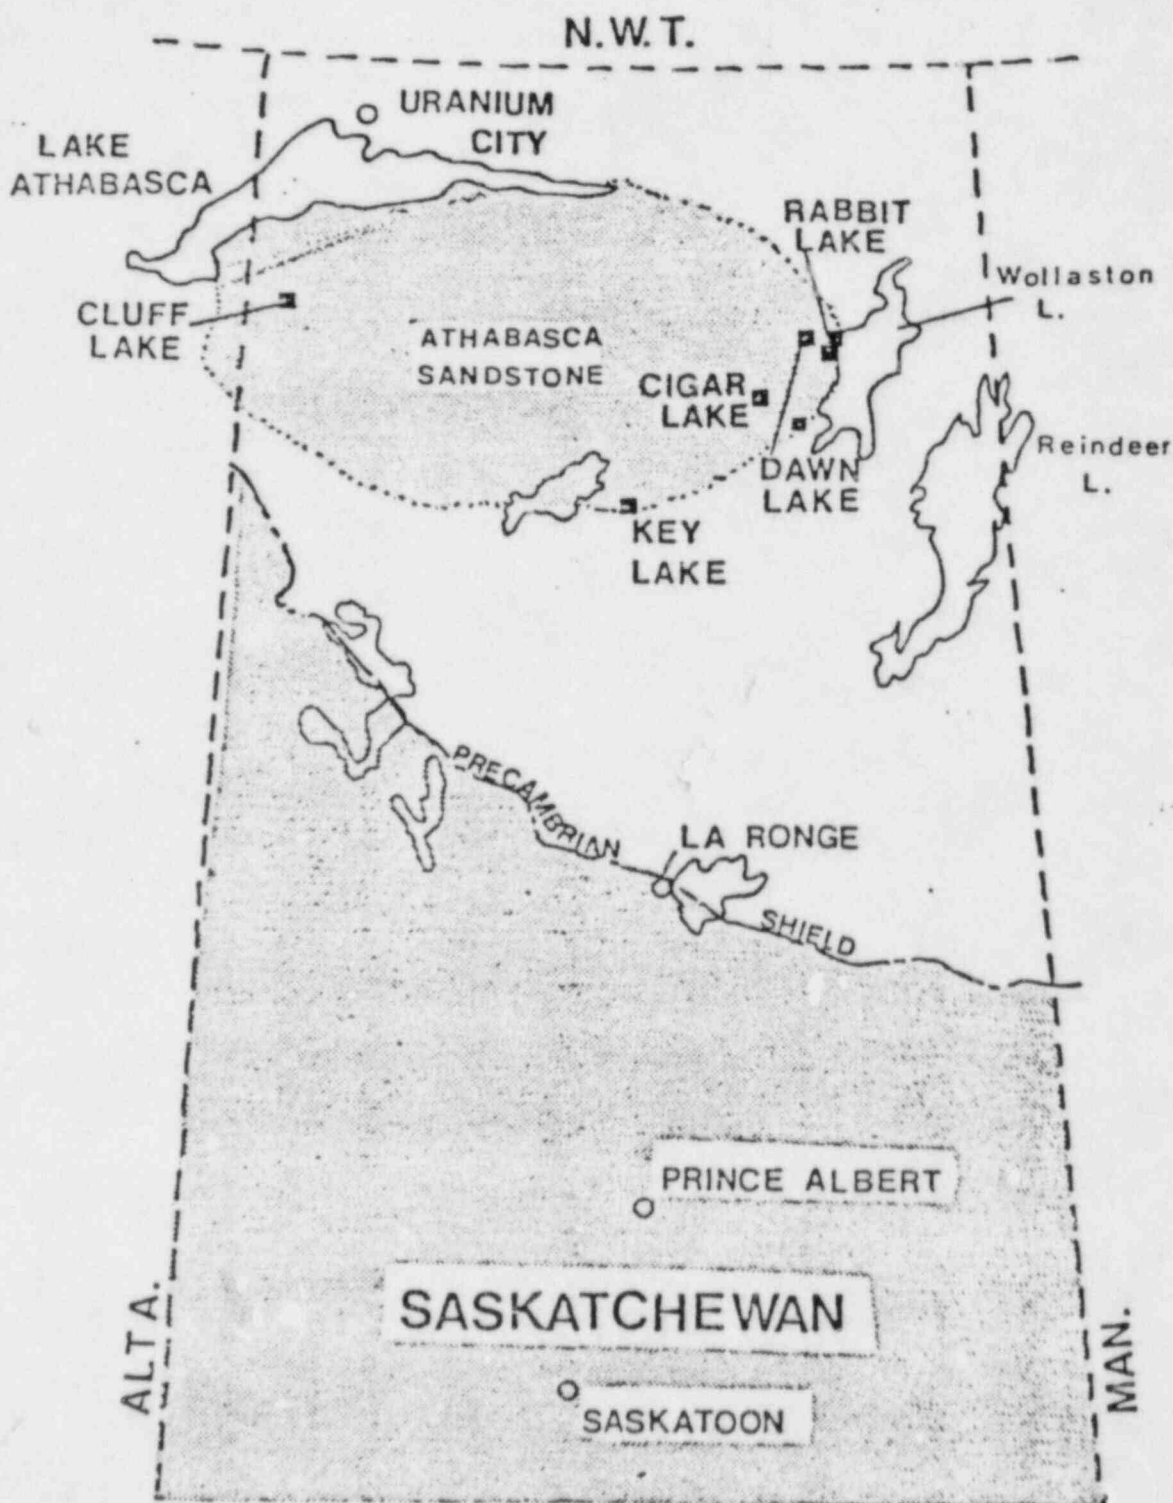 N.W.T.
URANIUM
CITY
LAKE
ATHABASCA
RABBIT
LAKE
Wollaston
L.
CLUFF
LAKE
ATHABASCA
SANDSTONE
CIGAR
LAKE
Reindeer
L.
DAWN
LAKE
KEY
LAKE
PRECAMBRIAN
LA RONGE
SHIELD
PRINCE ALBERT
SASKATCHEWAN
ALTA.
MAN.
SASKATOON